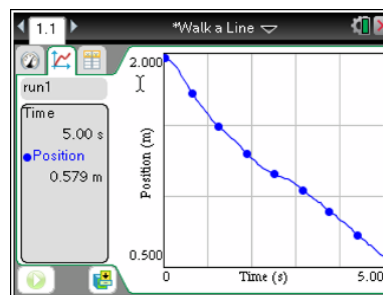 1.1
*Walk a Line
run1
Time
5.00 s
Position
0.579 m
2.000
Position (m)
0.500
0
Time (s)
5.00